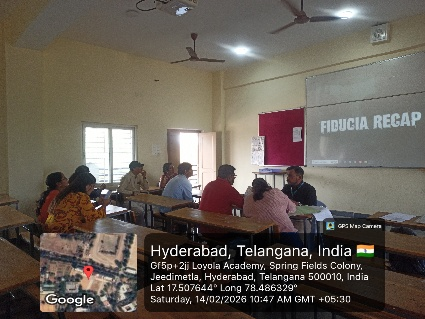 FIDUCIA RECAP
GPS Map Camera
Hyderabad, Telangana, India 🇮🇳
Gf5p+2jj Loyola Academy, Spring Fields Colony,
Jeedimetla, Hyderabad, Telangana 500010, India
Lat 17.507644° Long 78.486329°
Saturday, 14/02/2026 10:47 AM GMT +05:30
Google